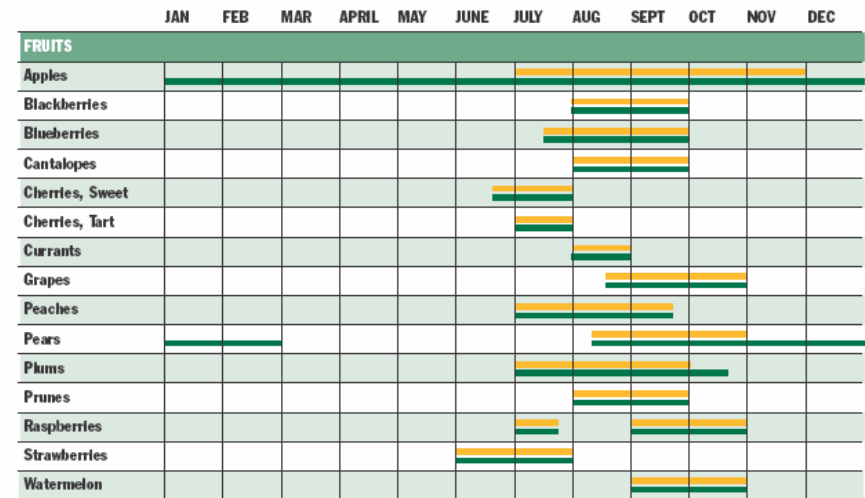 JAN FEB MAR APRIL MAY JUNE JULY AUG SEPT OCT NOV DEC
FRUITS
Apples
Blackberries
Blueberries
Cantalopes
Cherries, Sweet
Cherries, Tart
Currants
Grapes
Peaches
Pears
Plums
Prunes
Raspberries
Strawberries
Watermelon